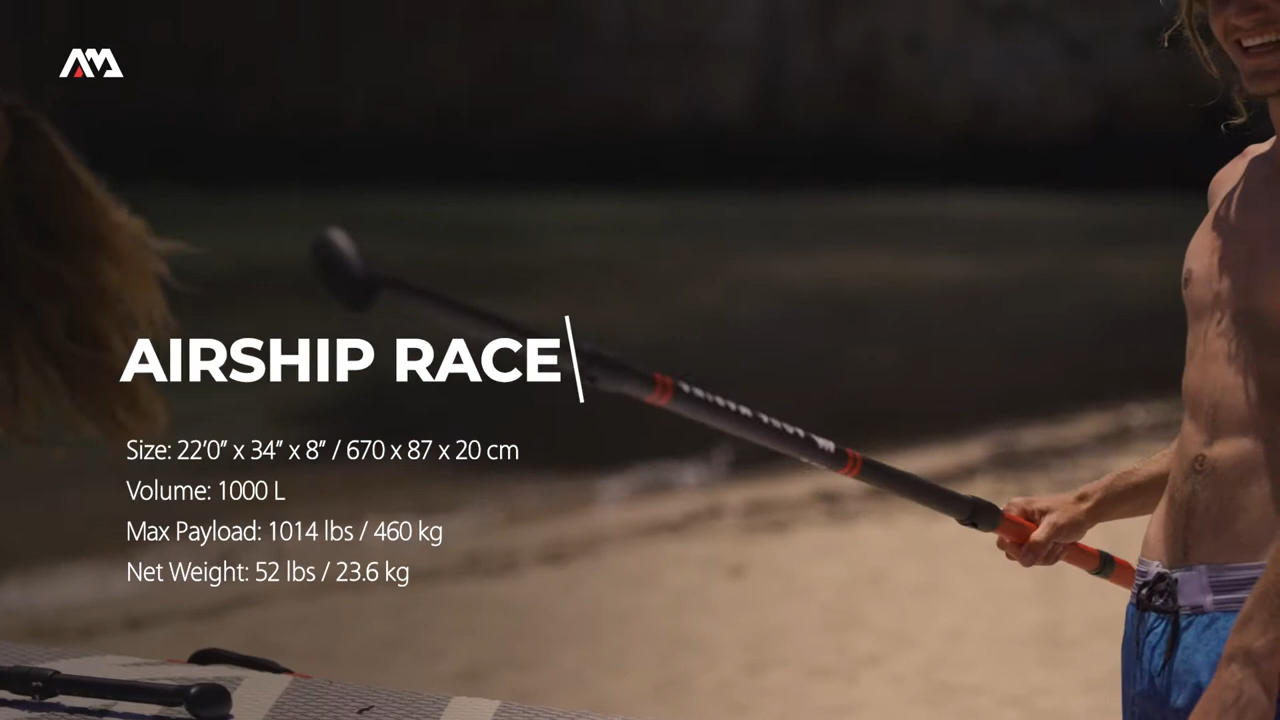 AIRSHIP RACE
Size: 22’0” x 34” x 8” / 670 x 87 x 20 cm
Volume: 1000 L
Max Payload: 1014 lbs / 460 kg
Net Weight: 52 lbs / 23.6 kg